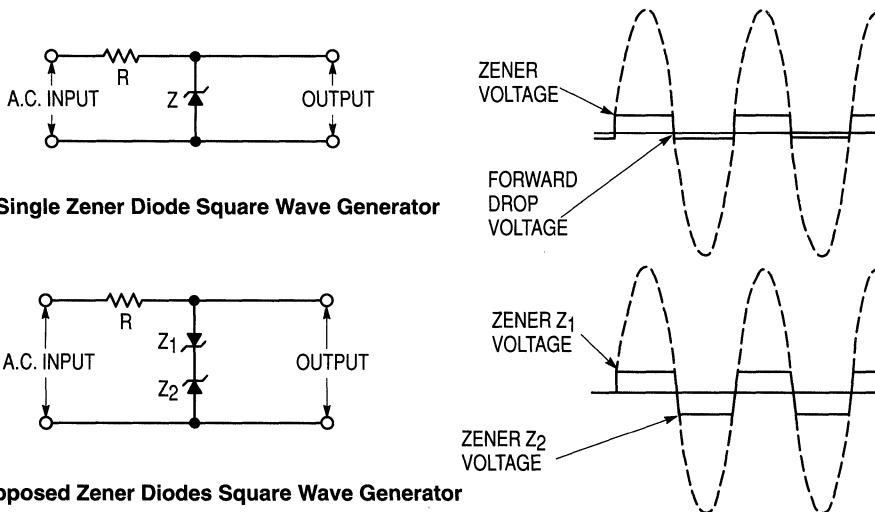 A.C. INPUT
R
Z
OUTPUT
ZENER
VOLTAGE
FORWARD
DROP
VOLTAGE
Single Zener Diode Square Wave Generator
A.C. INPUT
R
Z1
Z2
OUTPUT
ZENER Z1
VOLTAGE
ZENER Z2
VOLTAGE
pposed Zener Diodes Square Wave Generator